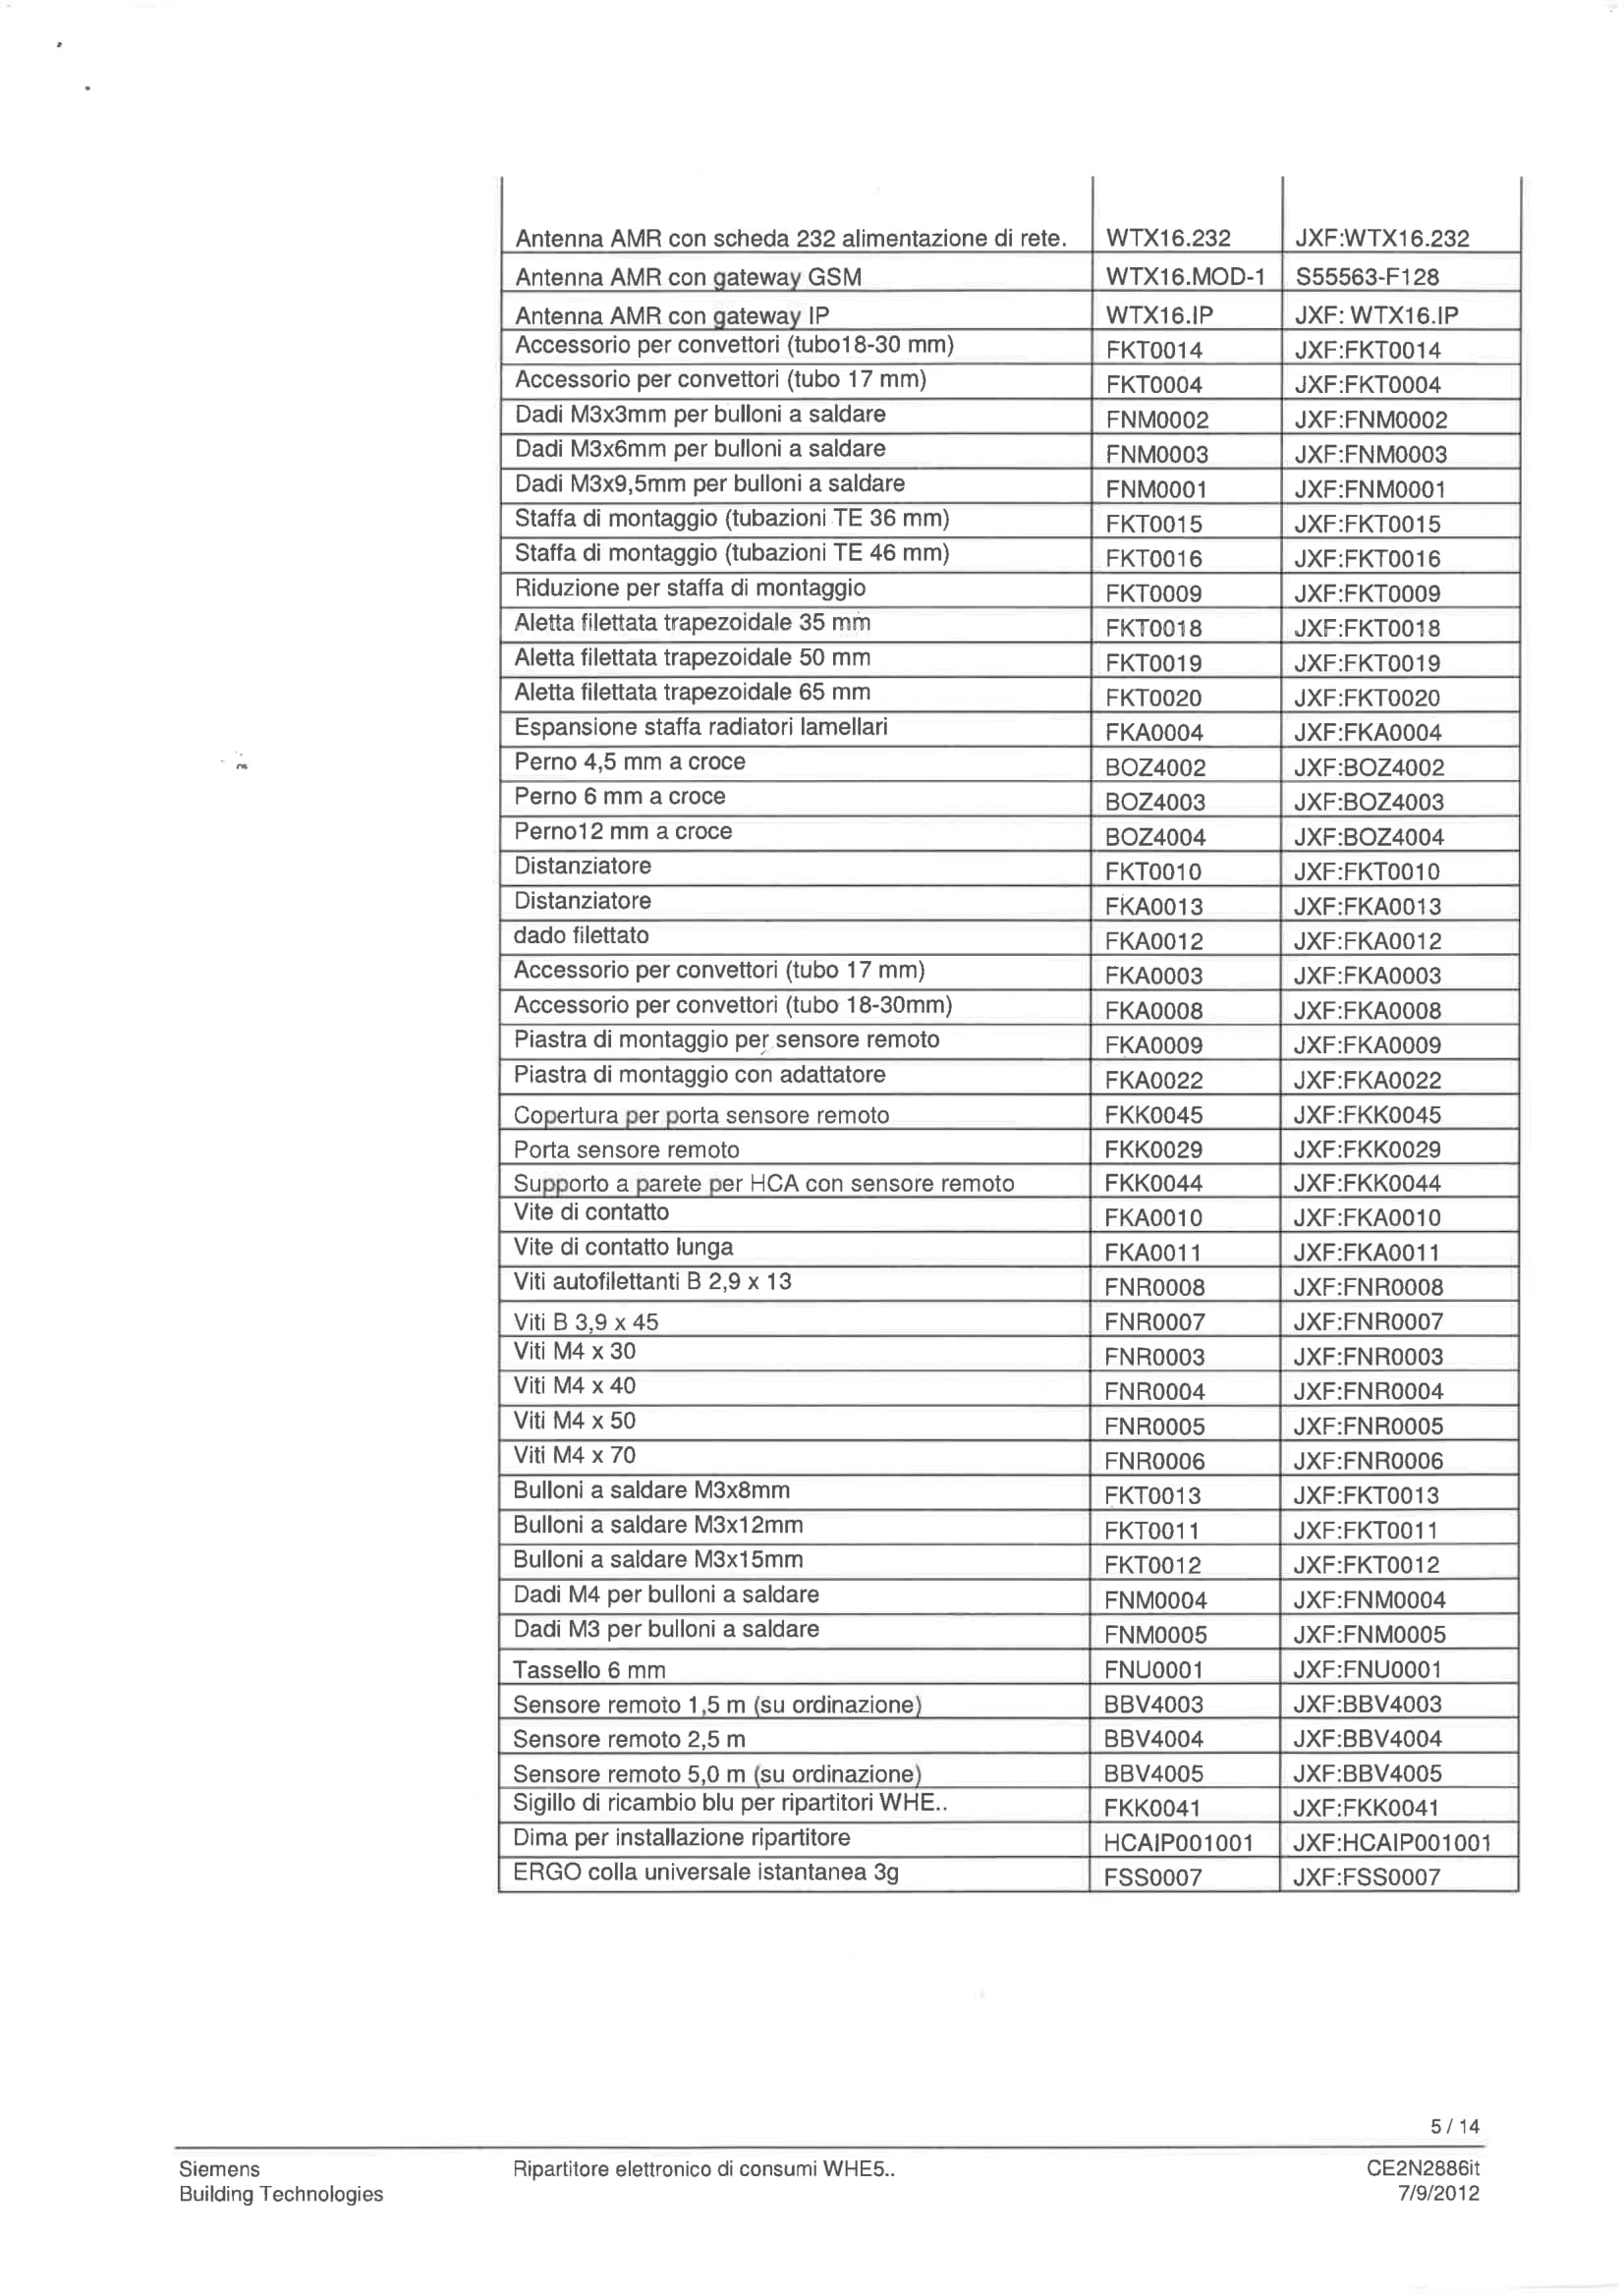 Antenna AMR con scheda 232 alimentazione di rete. WTX16.232 JXF:WTX16.232
Antenna AMR con gateway GSM WTX16.MOD-1 S55563-F128
Antenna AMR con gateway IP WTX16.IP JXF: WTX16.IP
Accessorio per convettori (tubo18-30 mm) FKT0014 JXF:FKT0014
Accessorio per convettori (tubo 17 mm) FKT0004 JXF:FKT0004
Dadi M3x3mm per bulloni a saldare FNM0002 JXF:FNM0002
Dadi M3x6mm per bulloni a saldare FNM0003 JXF:FNM0003
Dadi M3x9,5mm per bulloni a saldare FNM0001 JXF:FNM0001
Staffa di montaggio (tubazioni TE 36 mm) FKT0015 JXF:FKT0015
Staffa di montaggio (tubazioni TE 46 mm) FKT0016 JXF:FKT0016
Riduzione per staffa di montaggio FKT0009 JXF:FKT0009
Aletta filettata trapezoidale 35 mm FKT0018 JXF:FKT0018
Aletta filettata trapezoidale 50 mm FKT0019 JXF:FKT0019
Aletta filettata trapezoidale 65 mm FKT0020 JXF:FKT0020
Espansione staffa radiatori lamellari FKA0004 JXF:FKA0004
Perno 4,5 mm a croce BOZ4002 JXF:BOZ4002
Perno 6 mm a croce BOZ4003 JXF:BOZ4003
Perno12 mm a croce BOZ4004 JXF:BOZ4004
Distanziatore FKT0010 JXF:FKT0010
Distanziatore FKA0013 JXF:FKA0013
dado filettato FKA0012 JXF:FKA0012
Accessorio per convettori (tubo 17 mm) FKA0003 JXF:FKA0003
Accessorio per convettori (tubo 18-30mm) FKA0008 JXF:FKA0008
Piastra di montaggio per sensore remoto FKA0009 JXF:FKA0009
Piastra di montaggio con adattatore FKA0022 JXF:FKA0022
Copertura per porta sensore remoto FKK0045 JXF:FKK0045
Porta sensore remoto FKK0029 JXF:FKK0029
Supporto a parete per HCA con sensore remoto FKK0044 JXF:FKK0044
Vite di contatto FKA0010 JXF:FKA0010
Vite di contatto lunga FKA0011 JXF:FKA0011
Viti autofilettanti B 2,9 x 13 FNR0008 JXF:FNR0008
Viti B 3,9 x 45 FNR0007 JXF:FNR0007
Viti M4 x 30 FNR0003 JXF:FNR0003
Viti M4 x 40 FNR0004 JXF:FNR0004
Viti M4 x 50 FNR0005 JXF:FNR0005
Viti M4 x 70 FNR0006 JXF:FNR0006
Bulloni a saldare M3x8mm FKT0013 JXF:FKT0013
Bulloni a saldare M3x12mm FKT0011 JXF:FKT0011
Bulloni a saldare M3x15mm FKT0012 JXF:FKT0012
Dadi M4 per bulloni a saldare FNM0004 JXF:FNM0004
Dadi M3 per bulloni a saldare FNM0005 JXF:FNM0005
Tassello 6 mm FNU0001 JXF:FNU0001
Sensore remoto 1,5 m (su ordinazione) BBV4003 JXF:BBV4003
Sensore remoto 2,5 m BBV4004 JXF:BBV4004
Sensore remoto 5,0 m (su ordinazione) BBV4005 JXF:BBV4005
Sigillo di ricambio blu per ripartitori WHE.. FKK0041 JXF:FKK0041
Dima per installazione ripartitore HCAIP001001 JXF:HCAIP001001
ERGO colla universale istantanea 3g FSS0007 JXF:FSS0007
5 / 14
Siemens Ripartitore elettronico di consumi WHE5.. CE2N2886it
Building Technologies 7/9/2012